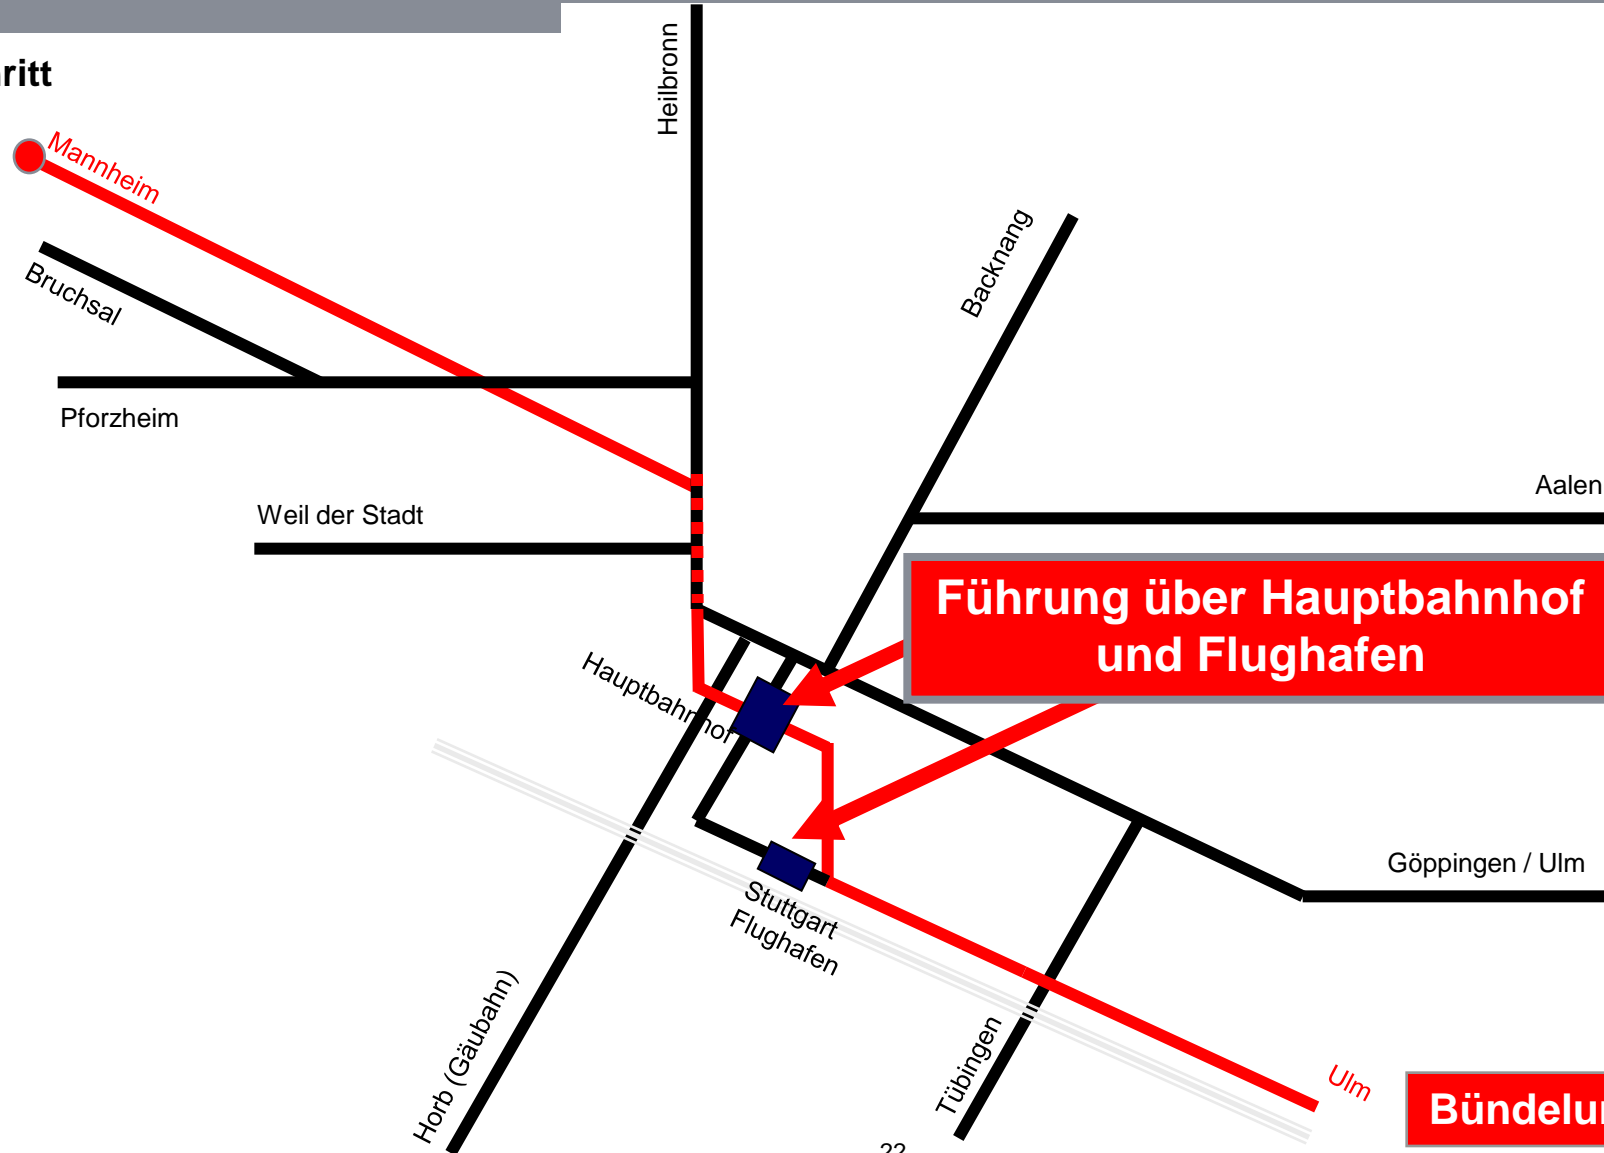 ritt
Mannheim
Heilbronn
Bruchsal
Backnang
Pforzheim
Aalen
Weil der Stadt
Führung über Hauptbahnhof
und Flughafen
Hauptbahnhof
Göppingen / Ulm
Stuttgart
Flughafen
Horb (Gäubahn)
Tübingen
Ulm
Bündelu
22